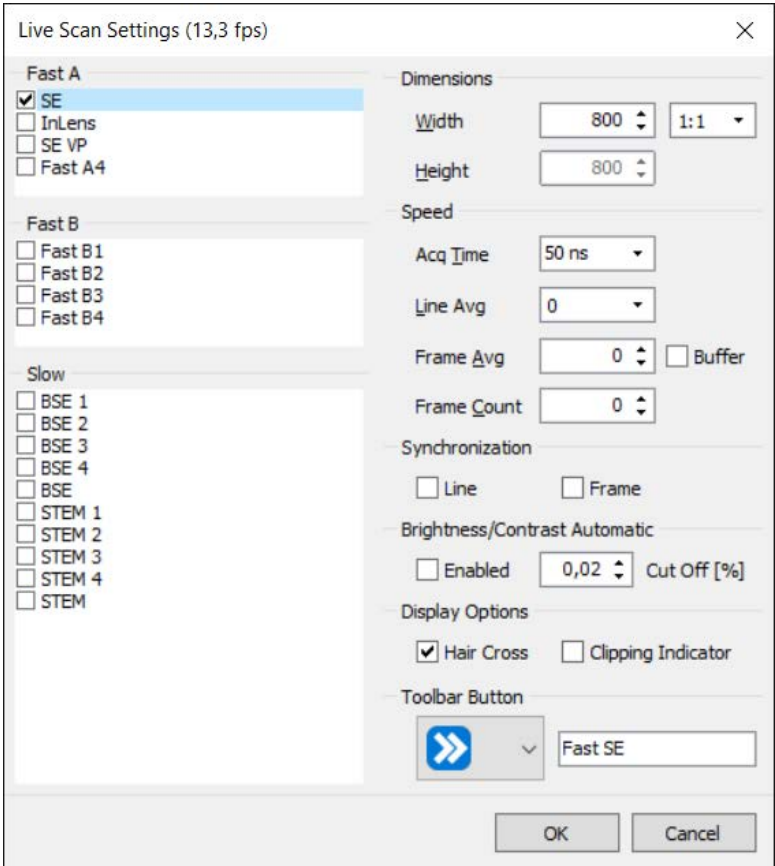 Live Scan Settings (13,3 fps)
Fast A
SE
InLens
SE VP
Fast A4
Fast B
Fast B1
Fast B2
Fast B3
Fast B4
Slow
BSE 1
BSE 2
BSE 3
BSE 4
BSE
STEM 1
STEM 2
STEM 3
STEM 4
STEM
Dimensions
Width 800 1:1
Height 800
Speed
Acq Time 50 ns
Line Avg 0
Frame Avg 0 Buffer
Frame Count 0
Synchronization
Line Frame
Brightness/Contrast Automatic
Enabled 0,02 Cut Off [%]
Display Options
Hair Cross Clipping Indicator
Toolbar Button
Fast SE
OK Cancel